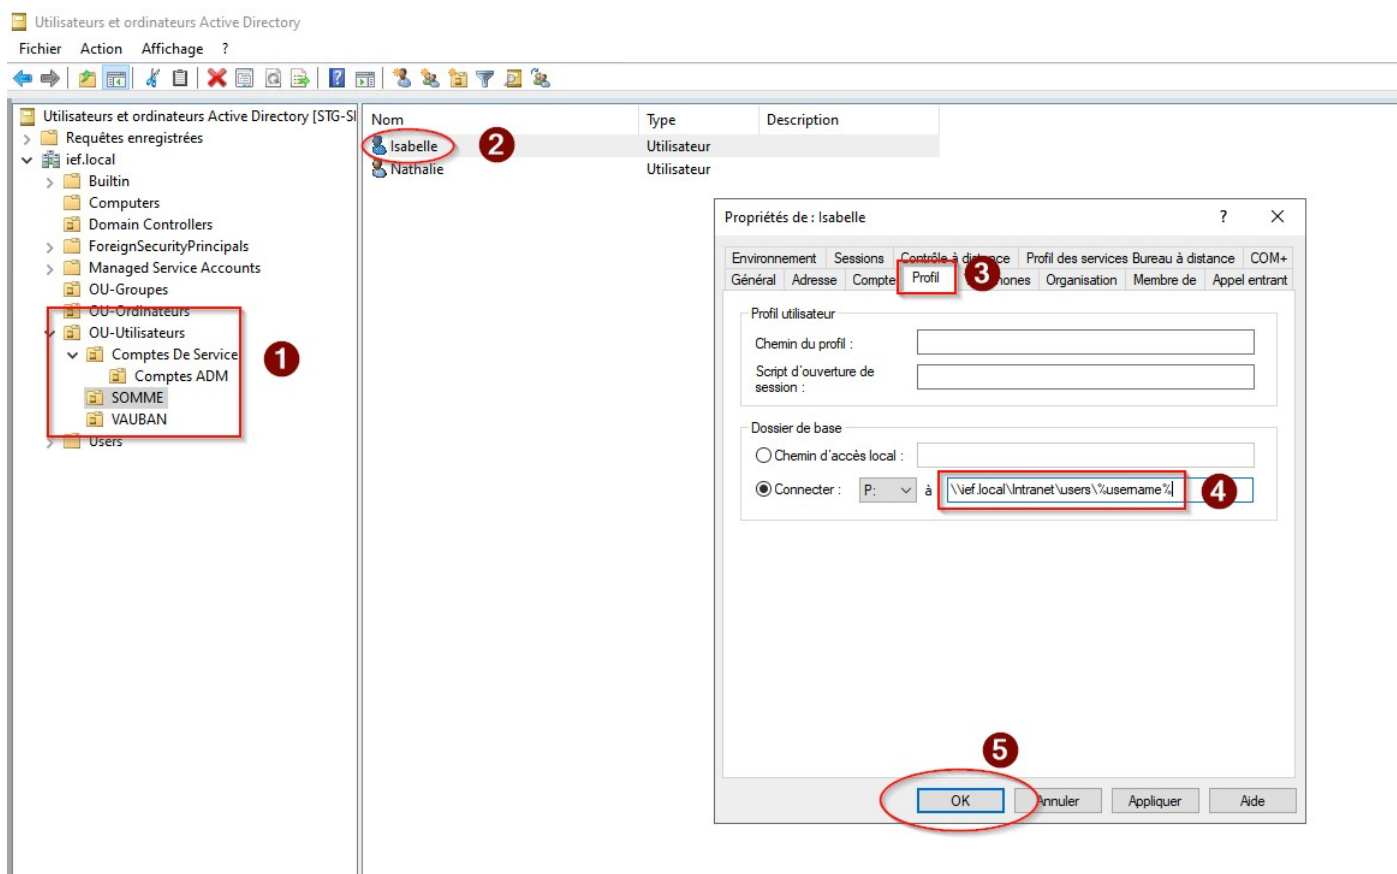 Utilisateurs et ordinateurs Active Directory
Fichier Action Affichage ?
Utilisateurs et ordinateurs Active Directory [STG-SI
Requêtes enregistrées
ief.local
Builtin
Computers
Domain Controllers
ForeignSecurityPrincipals
Managed Service Accounts
OU-Groupes
OU-Ordinateurs
OU-Utilisateurs
Comptes De Service
Comptes ADM
SOMME
VAUBAN
Users
1
Nom Type Description
Isabelle Utilisateur
2
Nathalie Utilisateur
Propriétés de : Isabelle ? X
Environnement Sessions Contrôle à distance Profil des services Bureau à distance COM+
Général Adresse Compte Profil Organisation Membre de Appel entrant
3
Profil utilisateur
Chemin du profil :
Script d'ouverture de
session :
Dossier de base
Chemin d'accès local :
Connecter : P: à \\ief.local\Intranet\users\%username%
4
5
OK Annuler Appliquer Aide